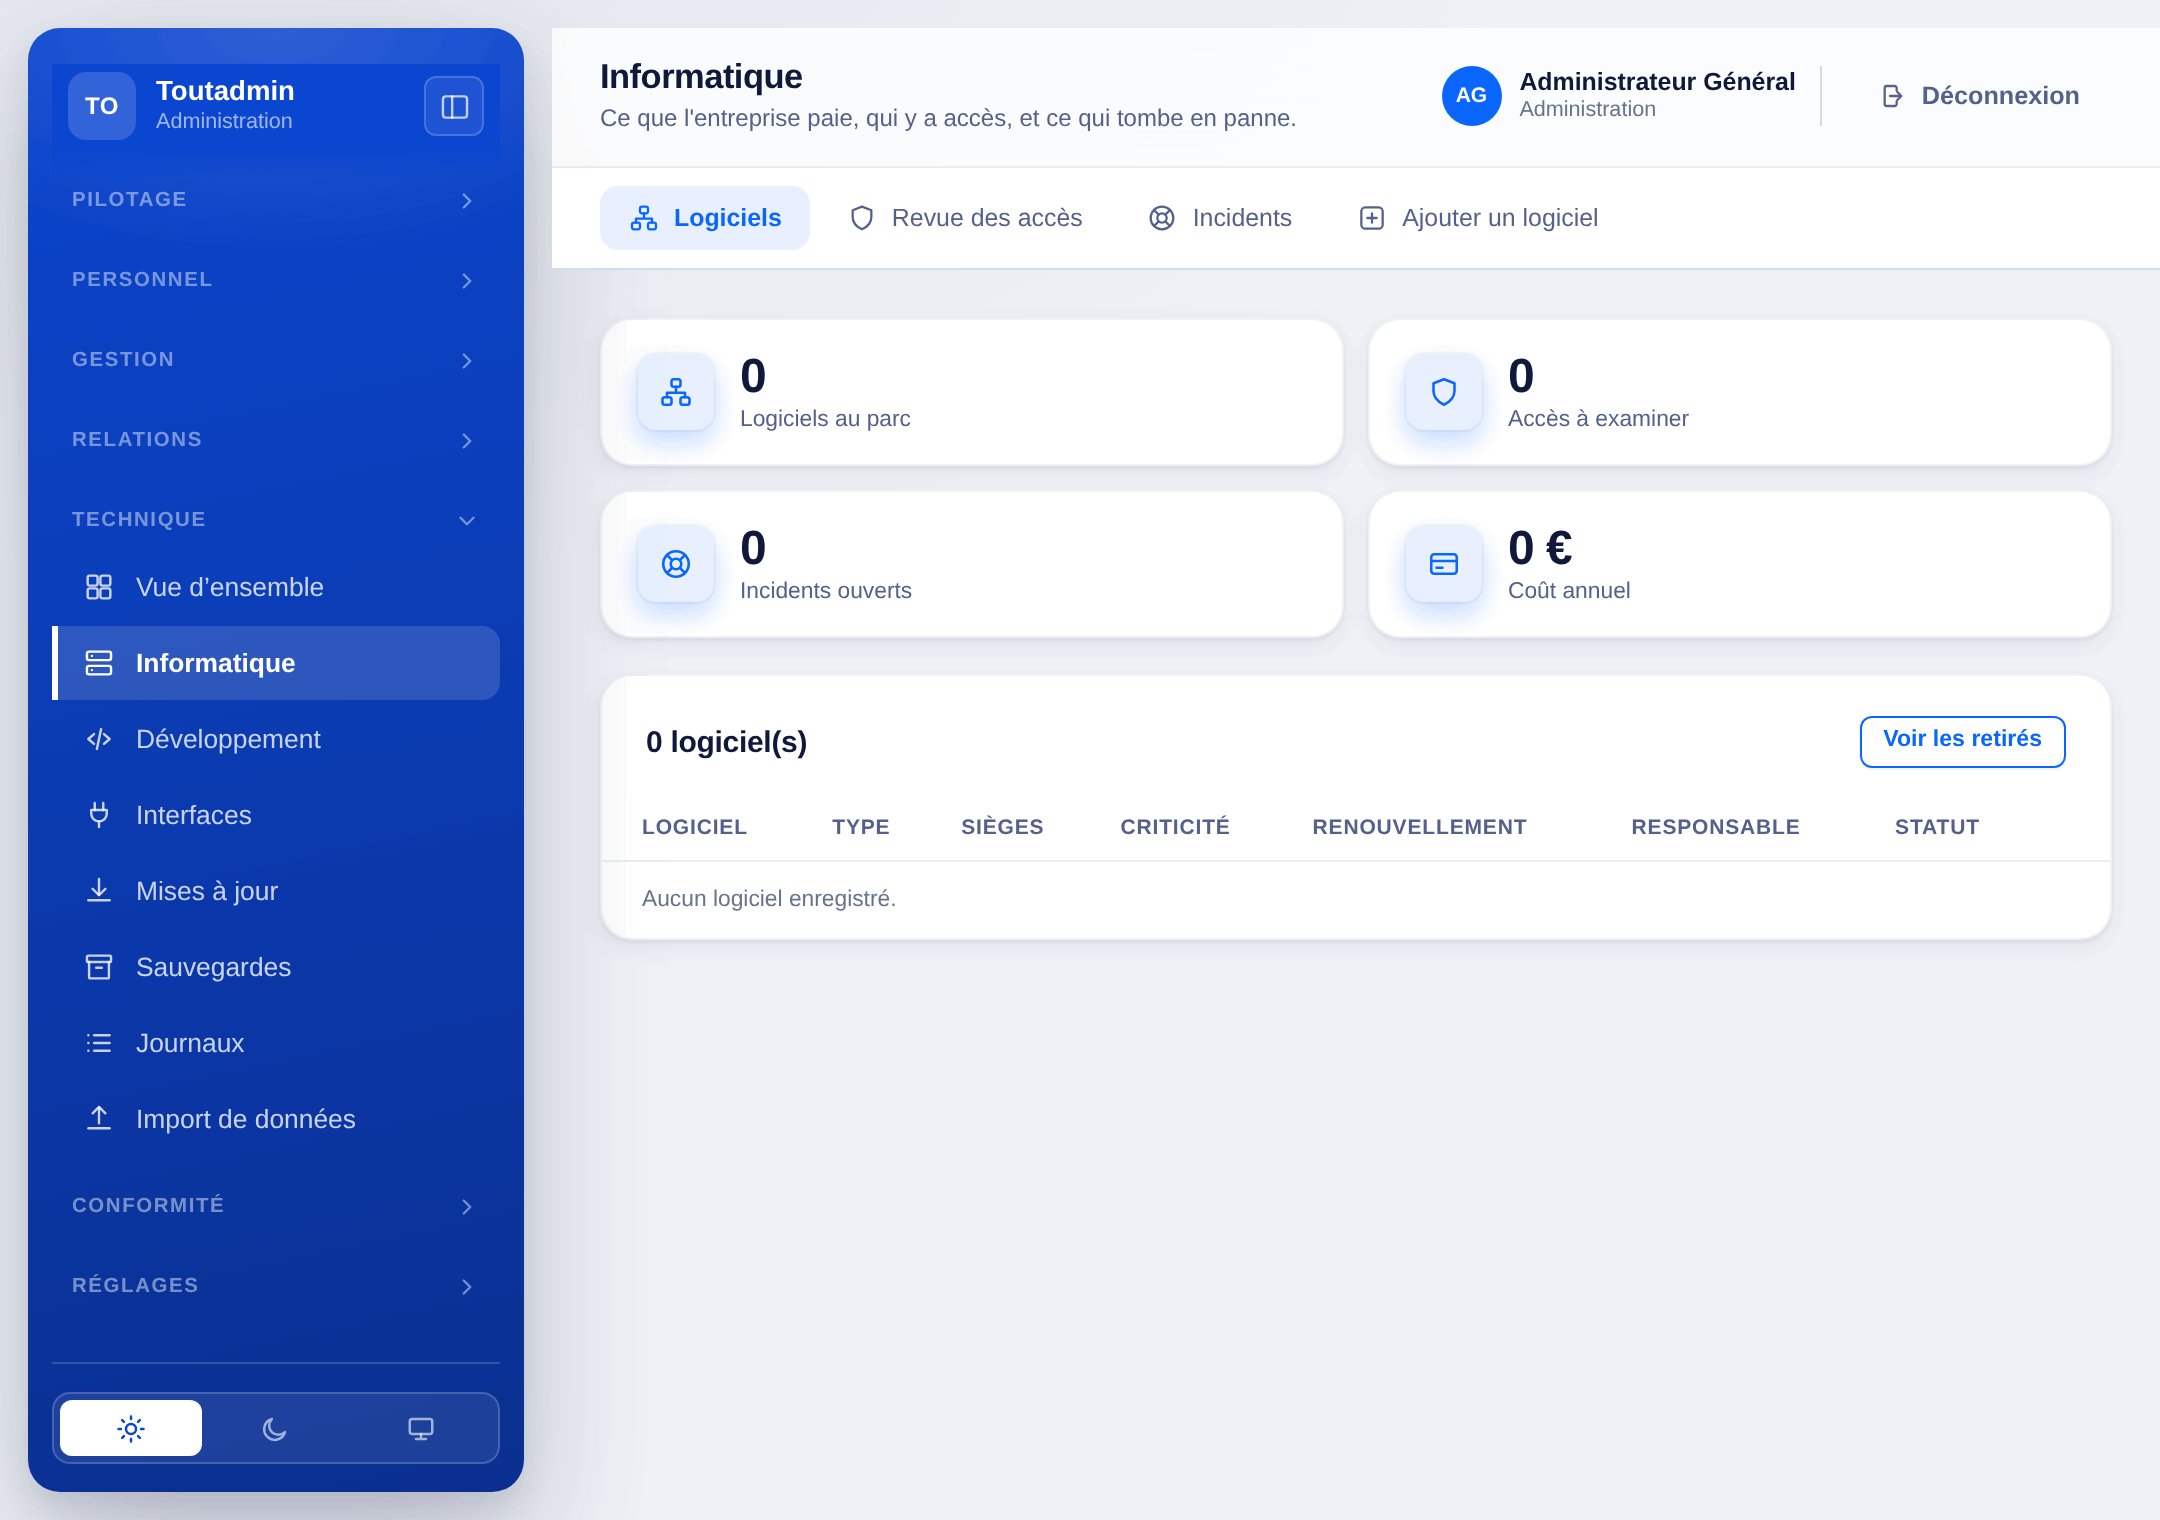 TO
Toutadmin
Administration
PILOTAGE
PERSONNEL
GESTION
RELATIONS
TECHNIQUE
Vue d’ensemble
Informatique
Développement
Interfaces
Mises à jour
Sauvegardes
Journaux
Import de données
CONFORMITÉ
RÉGLAGES
Informatique
Ce que l'entreprise paie, qui y a accès, et ce qui tombe en panne.
AG
Administrateur Général
Administration
Déconnexion
Logiciels
Revue des accès
Incidents
Ajouter un logiciel
0
Logiciels au parc
0
Accès à examiner
0
Incidents ouverts
0 €
Coût annuel
0 logiciel(s)
Voir les retirés
LOGICIEL TYPE SIÈGES CRITICITÉ RENOUVELLEMENT RESPONSABLE STATUT
Aucun logiciel enregistré.